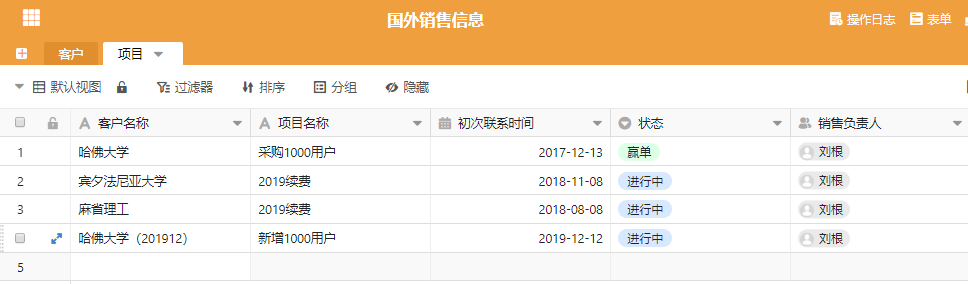 国外销售信息
操作日志 表单
客户 项目
默认视图 过滤器 排序 分组 隐藏
A 客户名称 A 项目名称 初次联系时间 状态 销售负责人
1 哈佛大学 采购1000用户 2017-12-13 赢单 刘根
2 宾夕法尼亚大学 2019续费 2018-11-08 进行中 刘根
3 麻省理工 2019续费 2018-08-08 进行中 刘根
哈佛大学（201912） 新增1000用户 2019-12-12 进行中 刘根
5